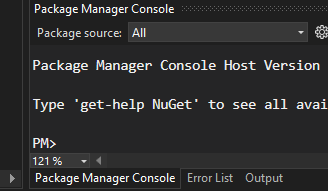 Package Manager Console
Package source: All
Package Manager Console Host Version
Type 'get-help NuGet' to see all avai
PM>
121 %
Package Manager Console Error List Output